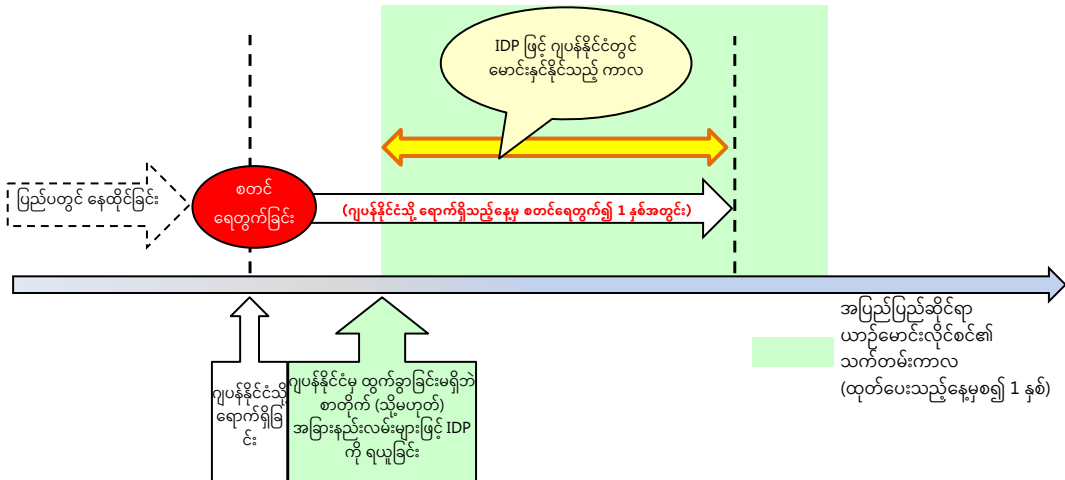 IDP ဖြင့် ဂျပန်နိုင်ငံတွင်
မောင်းနှင်နိုင်သည့် ကာလ
ပြည်ပတွင် နေထိုင်ခြင်း
စတင်
ရေတွက်ခြင်း
(ဂျပန်နိုင်ငံသို့ ရောက်ရှိသည့်နေ့မှ စတင်ရေတွက်၍ 1 နှစ်အတွင်း)
ဂျပန်နိုင်ငံသို့
ရောက်ရှိခြ
င်း
ဂျပန်နိုင်ငံမှ ထွက်ခွာခြင်းမရှိဘဲ
စာတိုက် (သို့မဟုတ်)
အခြားနည်းလမ်းများဖြင့် IDP
ကို ရယူခြင်း
အပြည်ပြည်ဆိုင်ရာ
ယာဉ်မောင်းလိုင်စင်၏
သက်တမ်းကာလ
(ထုတ်ပေးသည့်နေ့မှစ၍ 1 နှစ်)